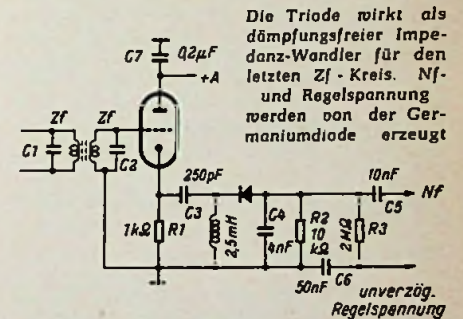 Die Triode wirkt als
dämpfungsfreier Impe-
danz-Wandler für den
letzten Zf - Kreis. Nf-
und Regelspannung
werden von der Ger-
maniumdiode erzeugt
C7
0,2µF
+A
Zf
Zf
C1
C2
250pF
C3
10nF
Nf
C5
1kΩ
R1
2,5mH
C4
4nF
R2
10
kΩ
2MΩ
R3
50nF
C6
unverzög.
Regelspannung